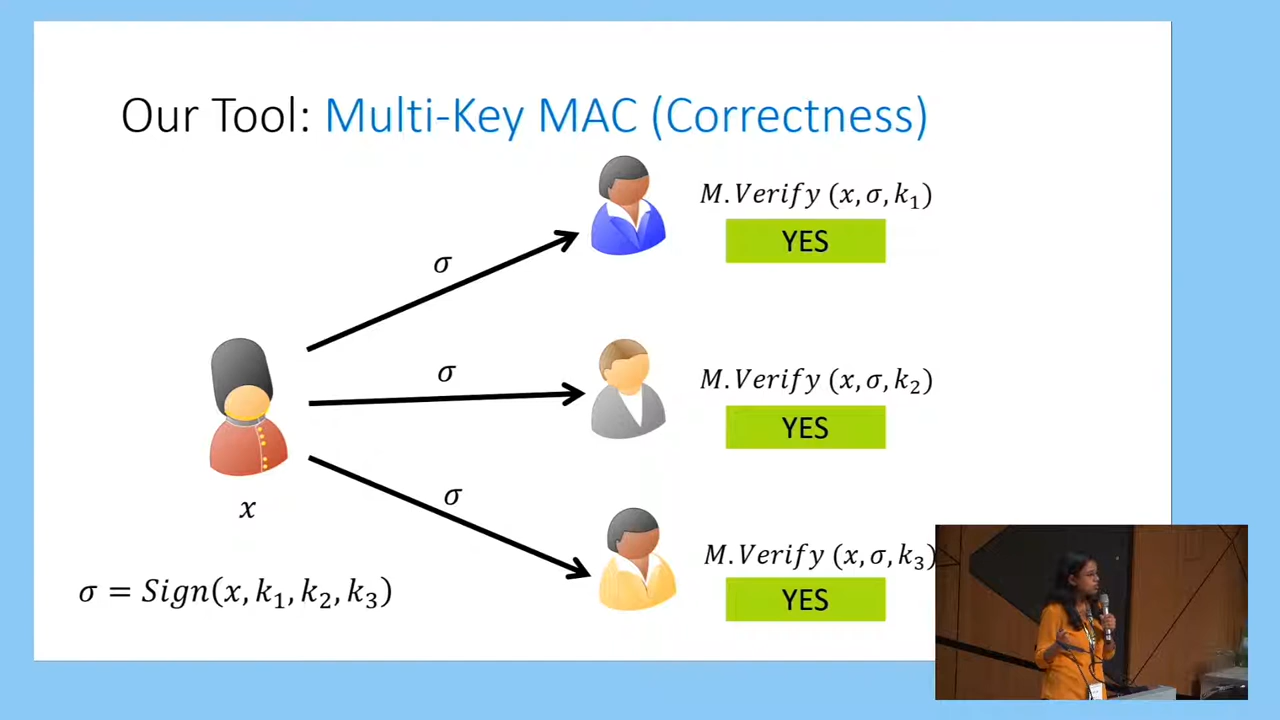 Our Tool: Multi-Key MAC (Correctness)
M.Verify (x, σ, k₁)
YES
σ
σ
M.Verify (x, σ, k₂)
YES
σ
x
M.Verify (x, σ, k₃)
σ = Sign(x, k₁, k₂, k₃)
YES